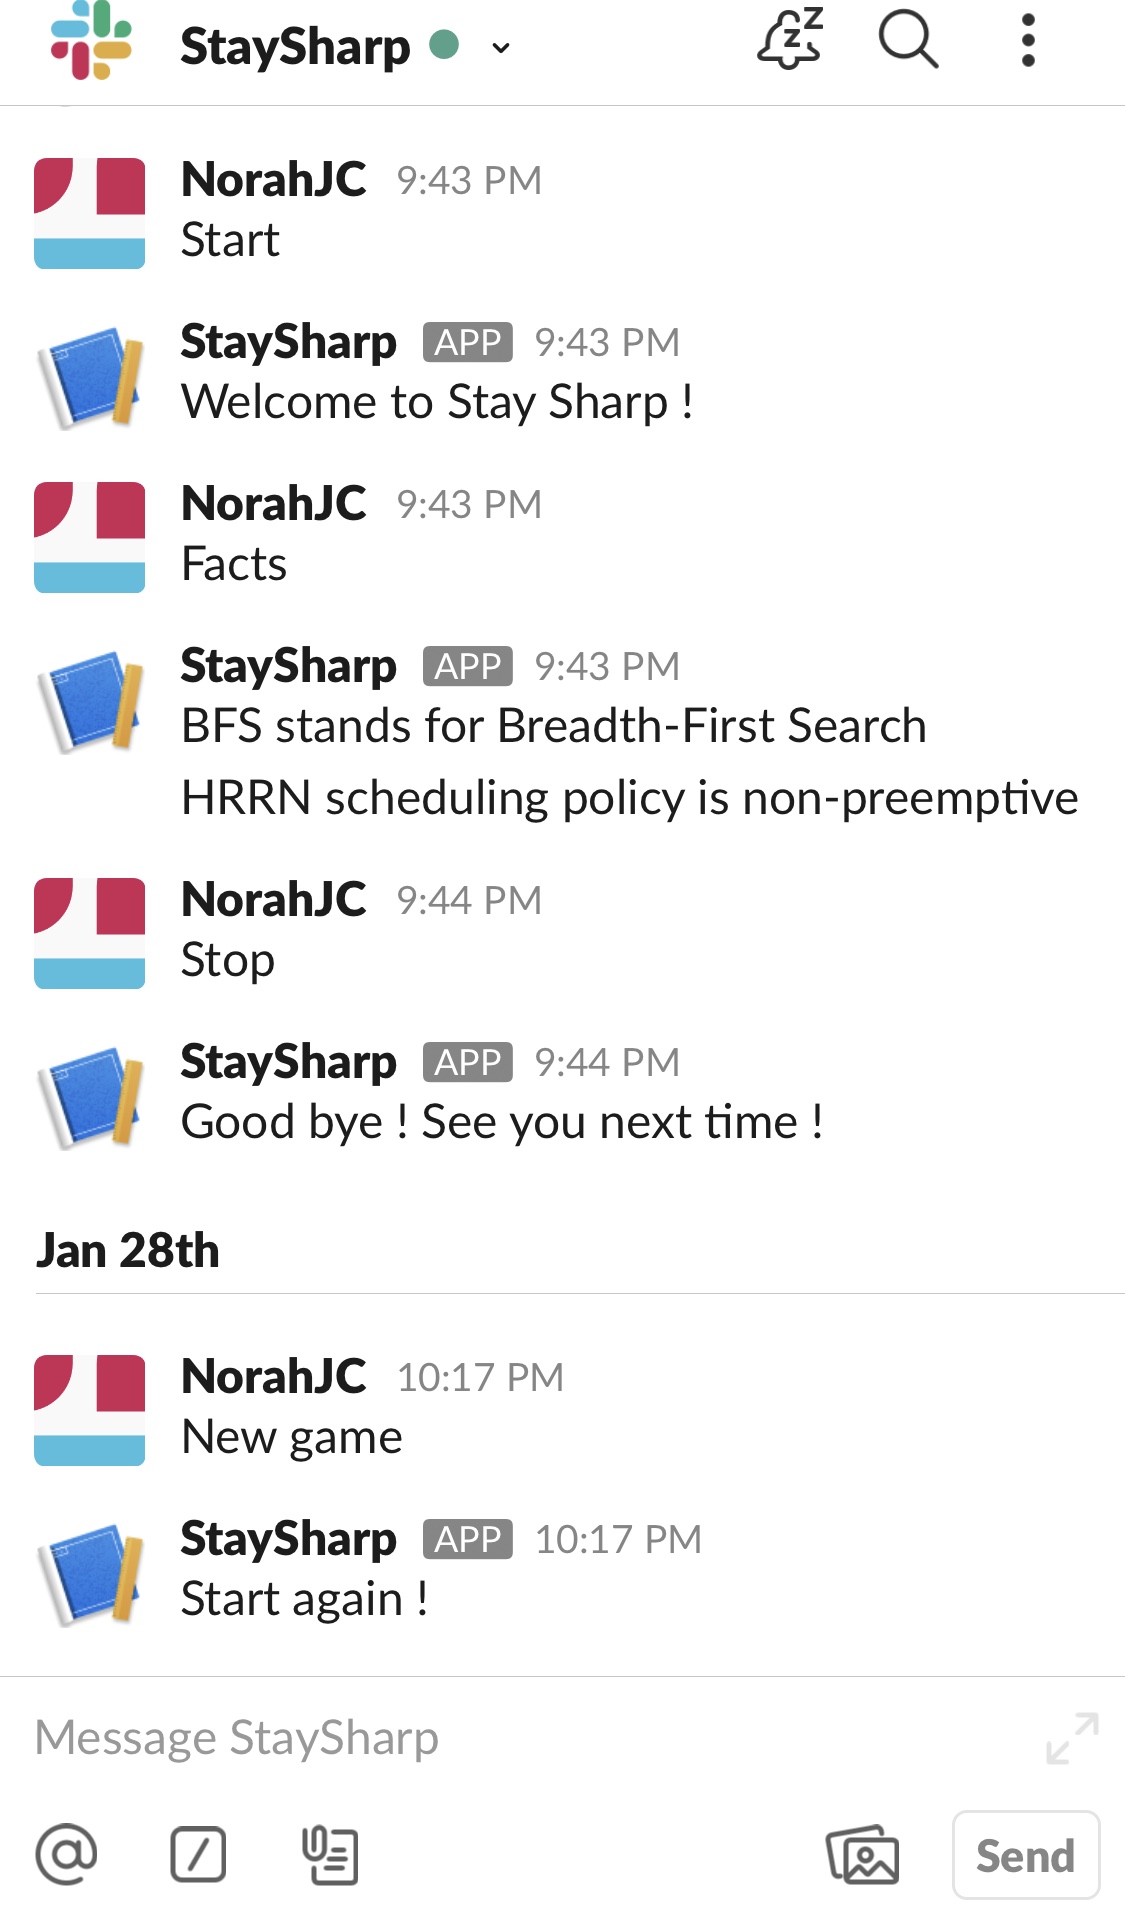 StaySharp
NorahJC 9:43 PM
Start
StaySharp APP 9:43 PM
Welcome to Stay Sharp !
NorahJC 9:43 PM
Facts
StaySharp APP 9:43 PM
BFS stands for Breadth-First Search
HRRN scheduling policy is non-preemptive
NorahJC 9:44 PM
Stop
StaySharp APP 9:44 PM
Good bye ! See you next time !
Jan 28th
NorahJC 10:17 PM
New game
StaySharp APP 10:17 PM
Start again !
Message StaySharp
Send